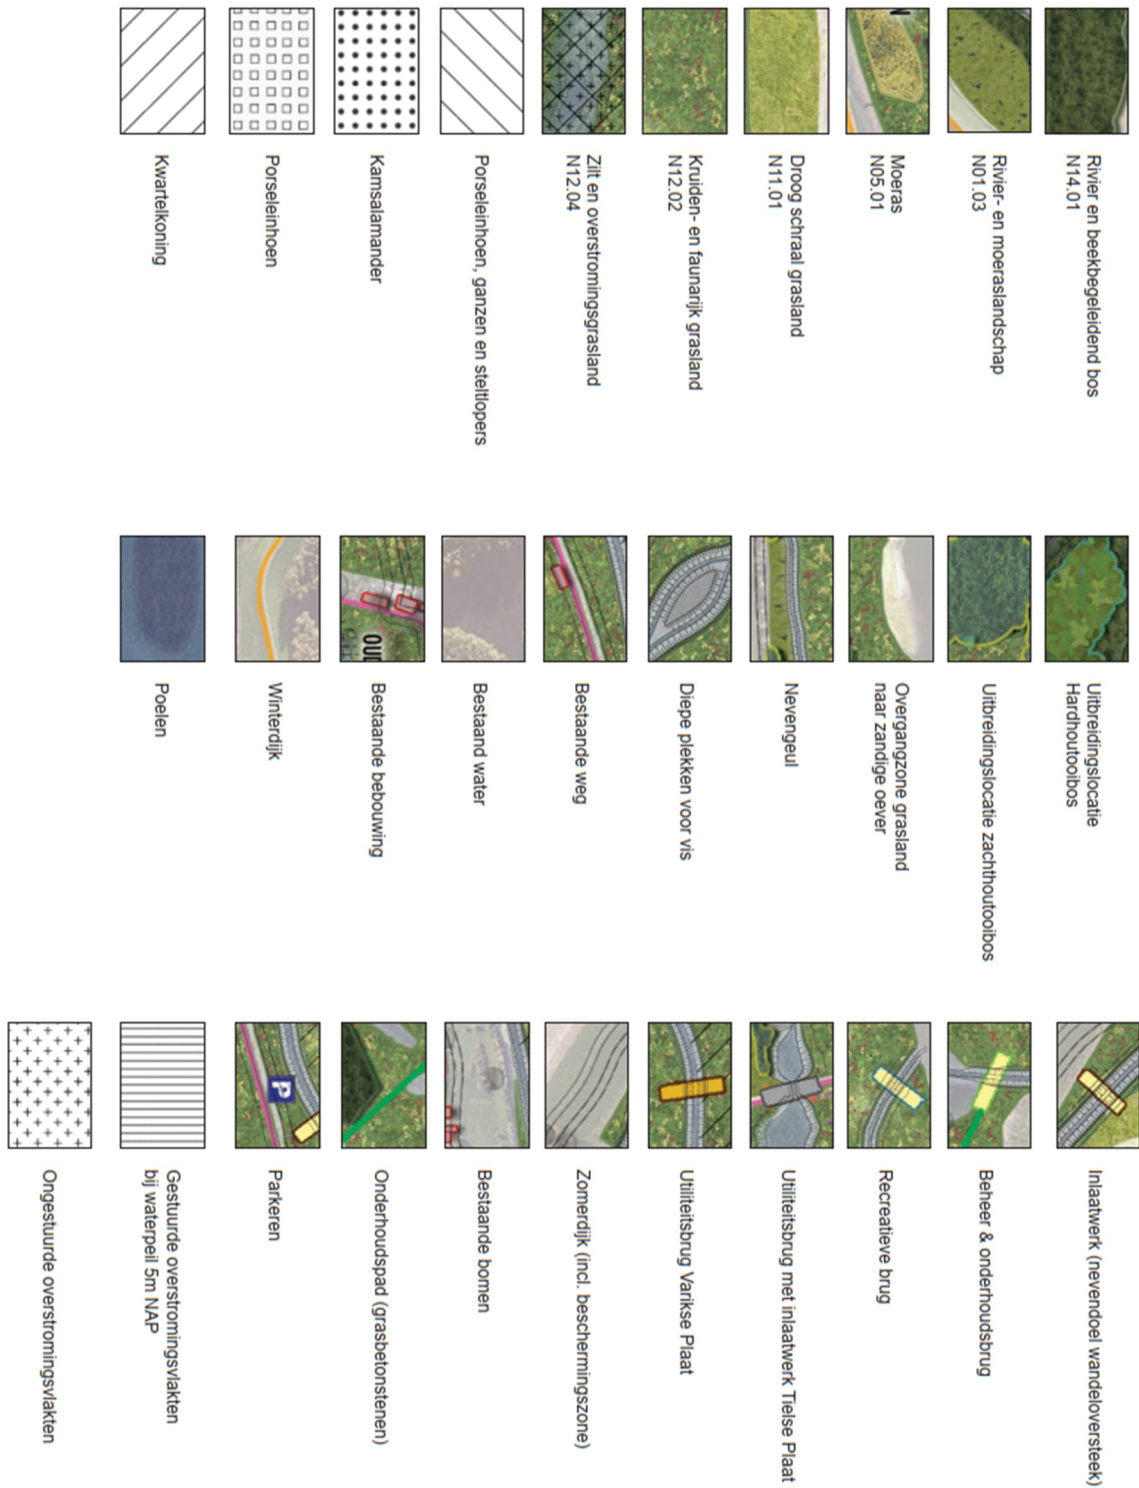 Rivier en beekbegeleidend bos
N14.01
Rivier- en moeraslandschap
N01.03
Moeras
N05.01
Droog schraal grasland
N11.01
Kruiden- en faunarijk grasland
N12.02
Zilt en overstromingsgrasland
N12.04
Porseleinhoen, ganzen en steltlopers
Kamsalamander
Porseleinhoen
Kwartelkoning
Uitbreidingslocatie
Hardhoutooibos
Uitbreidingslocatie zachthoutooibos
Overgangzone grasland
naar zandige oever
Nevengeul
Diepe plekken voor vis
Bestaande weg
Bestaand water
OUD
Bestaande bebouwing
Winterdijk
Poelen
Inlaatwerk (nevendoel wandeloversteek)
Beheer & onderhoudsbrug
Recreatieve brug
Utiliteitsbrug met inlaatwerk Tielse Plaat
Utiliteitsbrug Varikse Plaat
Zomerdijk (incl. beschermingszone)
Bestaande bomen
Onderhoudspad (grasbetonstenen)
P
Parkeren
Gestuurde overstromingsvlakten
bij waterpeil 5m NAP
Ongestuurde overstromingsvlakten